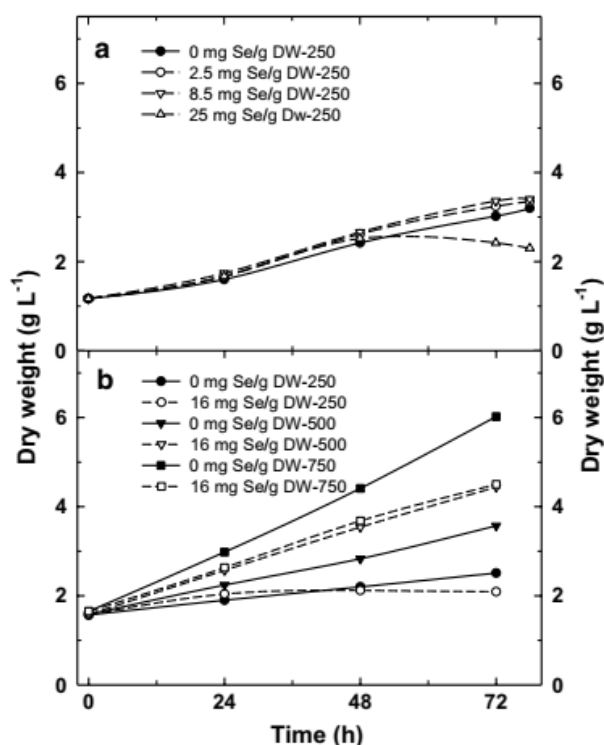 a
0 mg Se/g DW-250
2.5 mg Se/g DW-250
8.5 mg Se/g DW-250
25 mg Se/g Dw-250
6
4
2
0
6
4
2
0
b
0 mg Se/g DW-250
16 mg Se/g DW-250
0 mg Se/g DW-500
16 mg Se/g DW-500
0 mg Se/g DW-750
16 mg Se/g DW-750
6
4
2
0
6
4
2
0
Dry weight (g L⁻¹)
Dry weight (g L⁻¹)
0 24 48 72
Time (h)